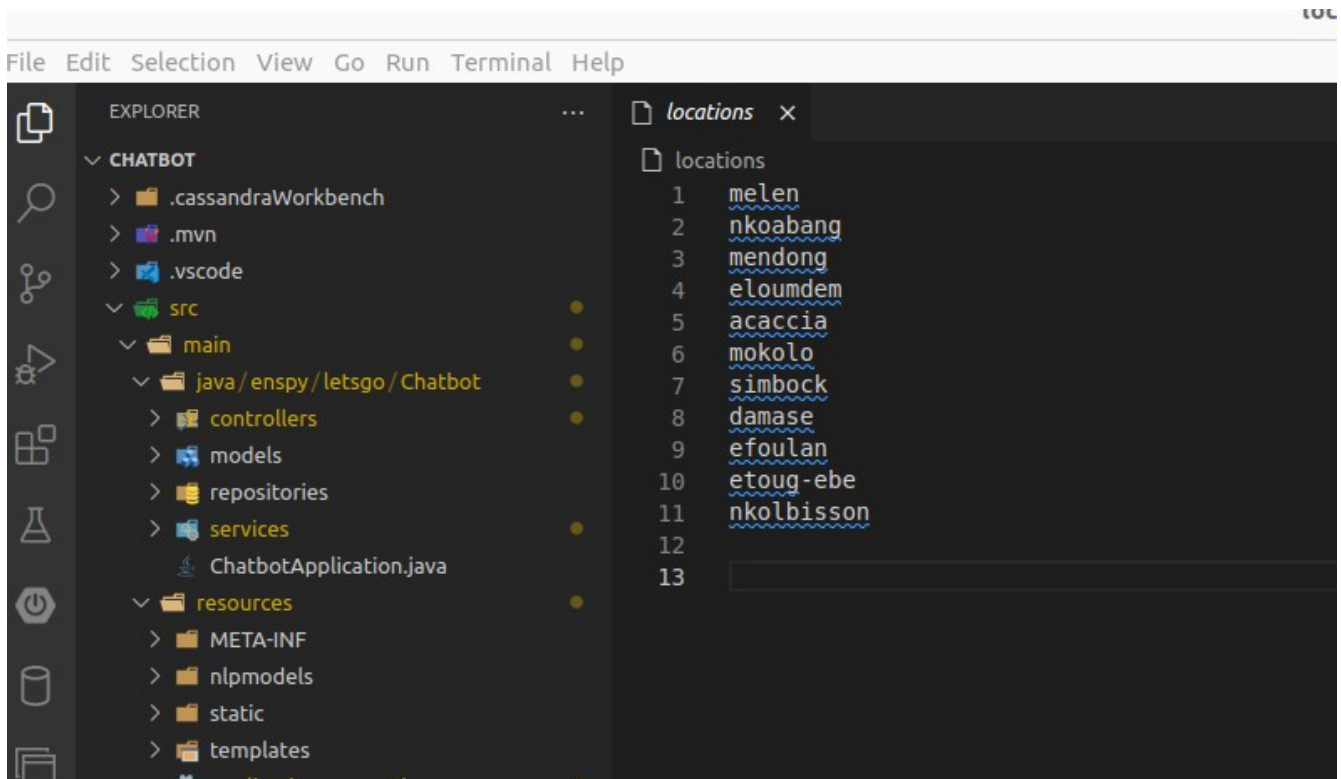 File Edit Selection View Go Run Terminal Help
EXPLORER
CHATBOT
.cassandraWorkbench
.mvn
.vscode
src
main
java/enspy/letsgo/Chatbot
controllers
models
repositories
services
ChatbotApplication.java
resources
META-INF
nlpmodels
static
templates
locations
locations
1 melen
2 nkoabang
3 mendong
4 eloumdem
5 acaccia
6 mokolo
7 simbock
8 damase
9 efoulan
10 etoug-ebe
11 nkolbisson
12
13